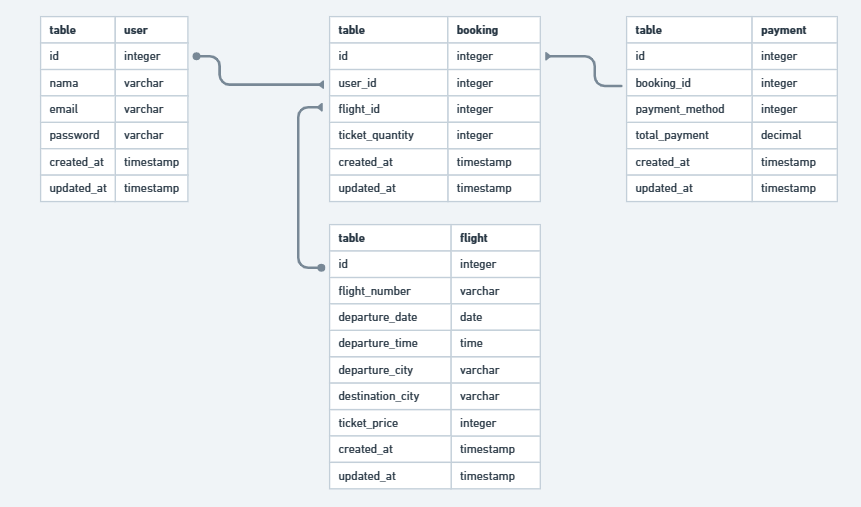 table user
id integer
nama varchar
email varchar
password varchar
created_at timestamp
updated_at timestamp
table booking
id integer
user_id integer
flight_id integer
ticket_quantity integer
created_at timestamp
updated_at timestamp
table payment
id integer
booking_id integer
payment_method integer
total_payment decimal
created_at timestamp
updated_at timestamp
table flight
id integer
flight_number varchar
departure_date date
departure_time time
departure_city varchar
destination_city varchar
ticket_price integer
created_at timestamp
updated_at timestamp